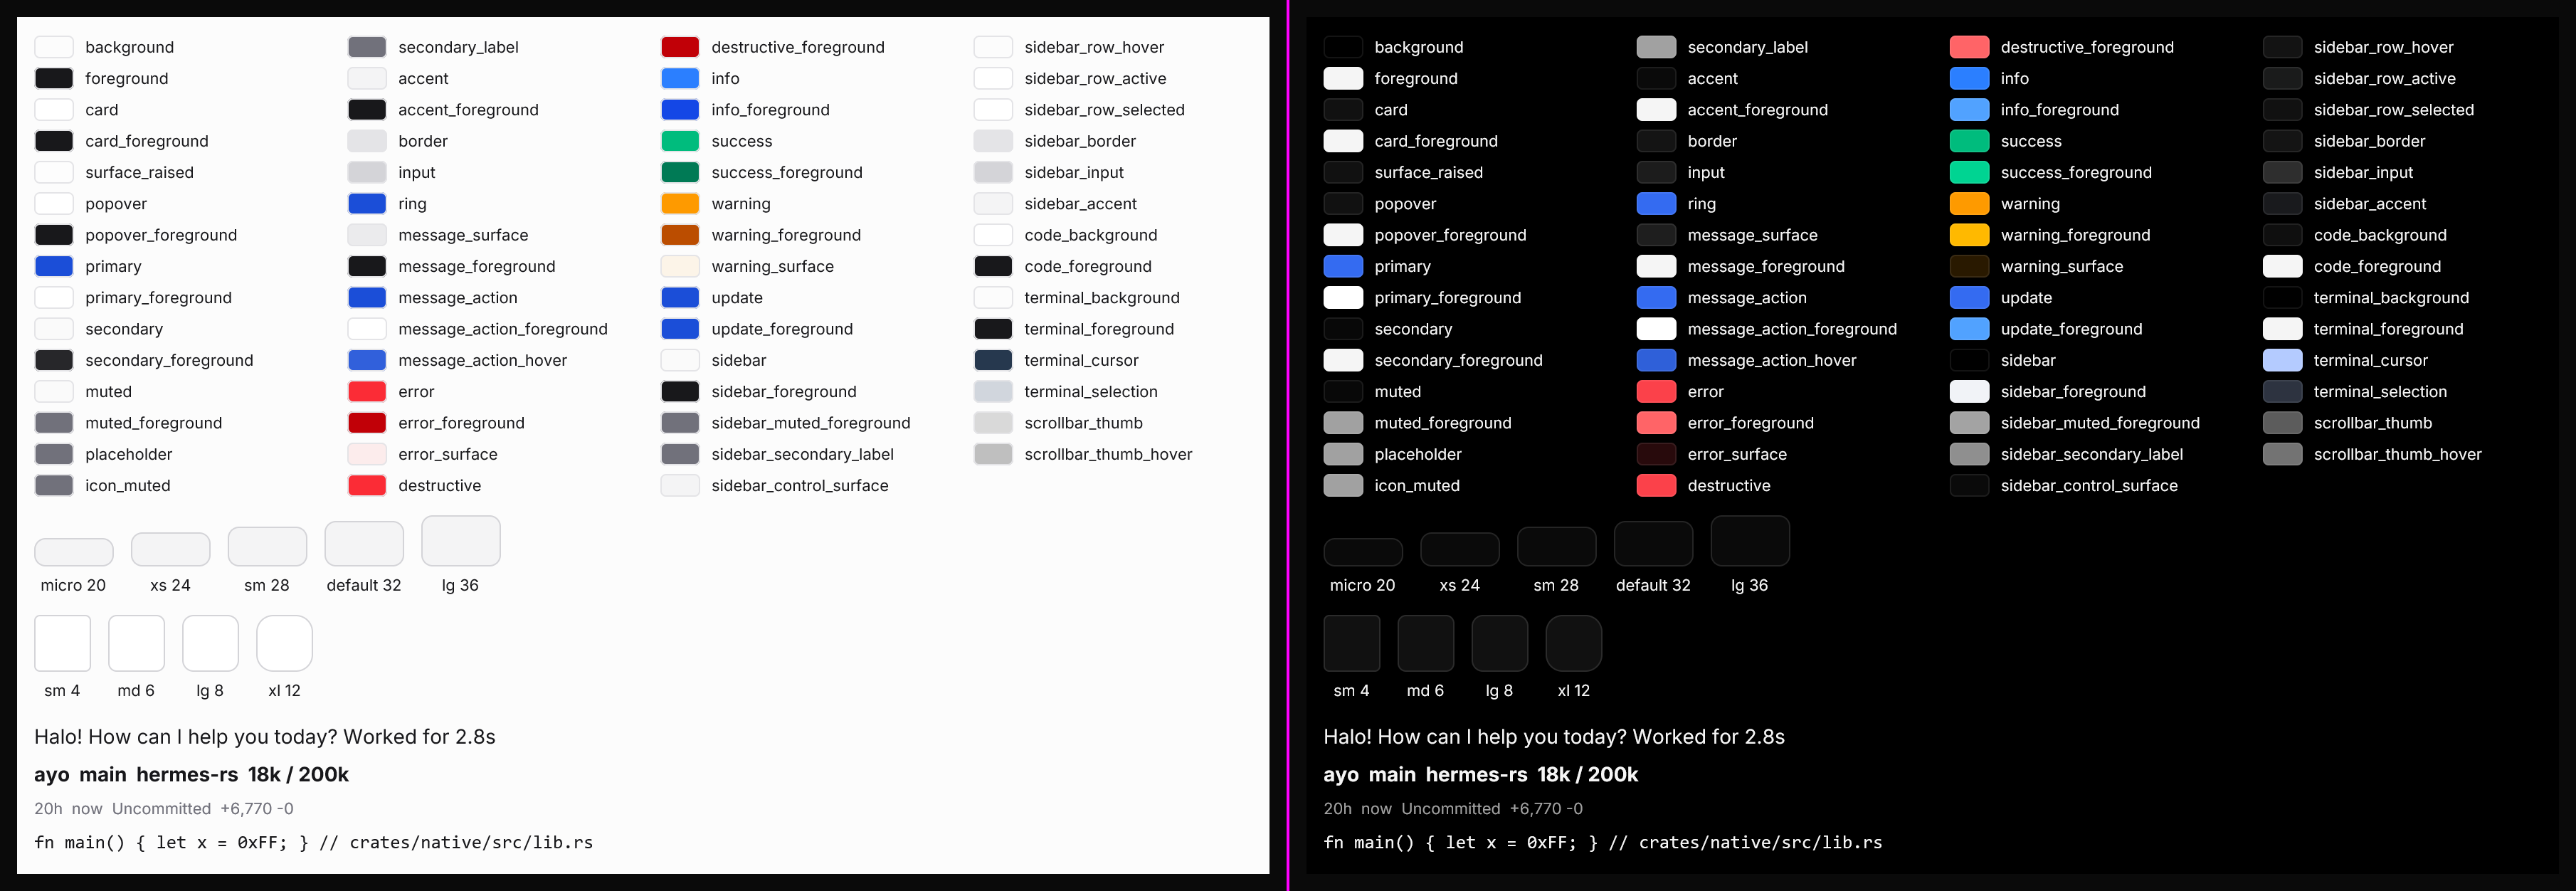 background
foreground
card
card_foreground
surface_raised
popover
popover_foreground
primary
primary_foreground
secondary
secondary_foreground
muted
muted_foreground
placeholder
icon_muted
secondary_label
accent
accent_foreground
border
input
ring
message_surface
message_foreground
message_action
message_action_foreground
message_action_hover
error
error_foreground
error_surface
destructive
destructive_foreground
info
info_foreground
success
success_foreground
warning
warning_foreground
warning_surface
update
update_foreground
sidebar
sidebar_foreground
sidebar_muted_foreground
sidebar_secondary_label
sidebar_control_surface
sidebar_row_hover
sidebar_row_active
sidebar_row_selected
sidebar_border
sidebar_input
sidebar_accent
code_background
code_foreground
terminal_background
terminal_foreground
terminal_cursor
terminal_selection
scrollbar_thumb
scrollbar_thumb_hover
micro 20
xs 24
sm 28
default 32
lg 36
sm 4
md 6
lg 8
xl 12
Halo! How can I help you today? Worked for 2.8s
ayo main hermes-rs 18k / 200k
20h now Uncommitted +6,770 -0
fn main() { let x = 0xFF; } // crates/native/src/lib.rs
background
foreground
card
card_foreground
surface_raised
popover
popover_foreground
primary
primary_foreground
secondary
secondary_foreground
muted
muted_foreground
placeholder
icon_muted
secondary_label
accent
accent_foreground
border
input
ring
message_surface
message_foreground
message_action
message_action_foreground
message_action_hover
error
error_foreground
error_surface
destructive
destructive_foreground
info
info_foreground
success
success_foreground
warning
warning_foreground
warning_surface
update
update_foreground
sidebar
sidebar_foreground
sidebar_muted_foreground
sidebar_secondary_label
sidebar_control_surface
sidebar_row_hover
sidebar_row_active
sidebar_row_selected
sidebar_border
sidebar_input
sidebar_accent
code_background
code_foreground
terminal_background
terminal_foreground
terminal_cursor
terminal_selection
scrollbar_thumb
scrollbar_thumb_hover
micro 20
xs 24
sm 28
default 32
lg 36
sm 4
md 6
lg 8
xl 12
Halo! How can I help you today? Worked for 2.8s
ayo main hermes-rs 18k / 200k
20h now Uncommitted +6,770 -0
fn main() { let x = 0xFF; } // crates/native/src/lib.rs